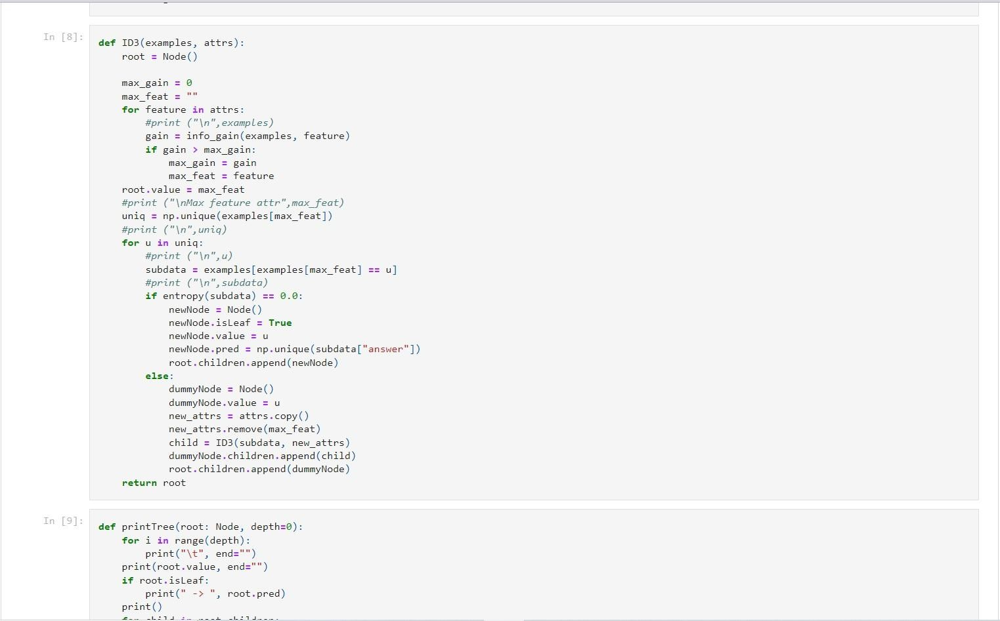 In [8]:
def ID3(examples, attrs):
    root = Node()

    max_gain = 0
    max_feat = ""
    for feature in attrs:
        #print ("\n",examples)
        gain = info_gain(examples, feature)
        if gain > max_gain:
            max_gain = gain
            max_feat = feature
    root.value = max_feat
    #print ("\nMax feature attr",max_feat)
    uniq = np.unique(examples[max_feat])
    #print ("\n",uniq)
    for u in uniq:
        #print ("\n",u)
        subdata = examples[examples[max_feat] == u]
        #print ("\n",subdata)
        if entropy(subdata) == 0.0:
            newNode = Node()
            newNode.isLeaf = True
            newNode.value = u
            newNode.pred = np.unique(subdata["answer"])
            root.children.append(newNode)
        else:
            dummyNode = Node()
            dummyNode.value = u
            new_attrs = attrs.copy()
            new_attrs.remove(max_feat)
            child = ID3(subdata, new_attrs)
            dummyNode.children.append(child)
            root.children.append(dummyNode)
    return root
In [9]:
def printTree(root: Node, depth=0):
    for i in range(depth):
        print("\t", end="")
    print(root.value, end="")
    if root.isLeaf:
        print(" -> ", root.pred)
    print()
    for child in root.children: